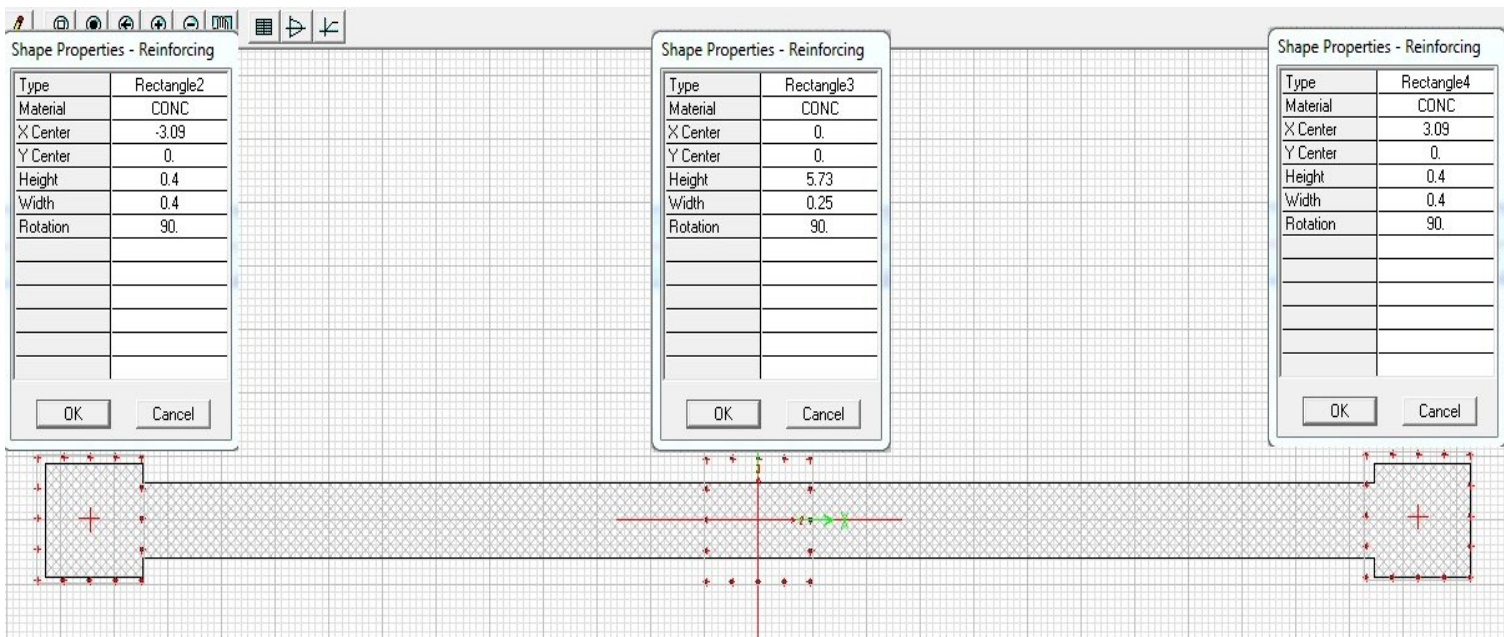 Shape Properties - Reinforcing
Type Rectangle2
Material CONC
X Center -3.09
Y Center 0.
Height 0.4
Width 0.4
Rotation 90.
OK Cancel
Shape Properties - Reinforcing
Type Rectangle3
Material CONC
X Center 0.
Y Center 0.
Height 5.73
Width 0.25
Rotation 90.
OK Cancel
Shape Properties - Reinforcing
Type Rectangle4
Material CONC
X Center 3.09
Y Center 0.
Height 0.4
Width 0.4
Rotation 90.
OK Cancel
X